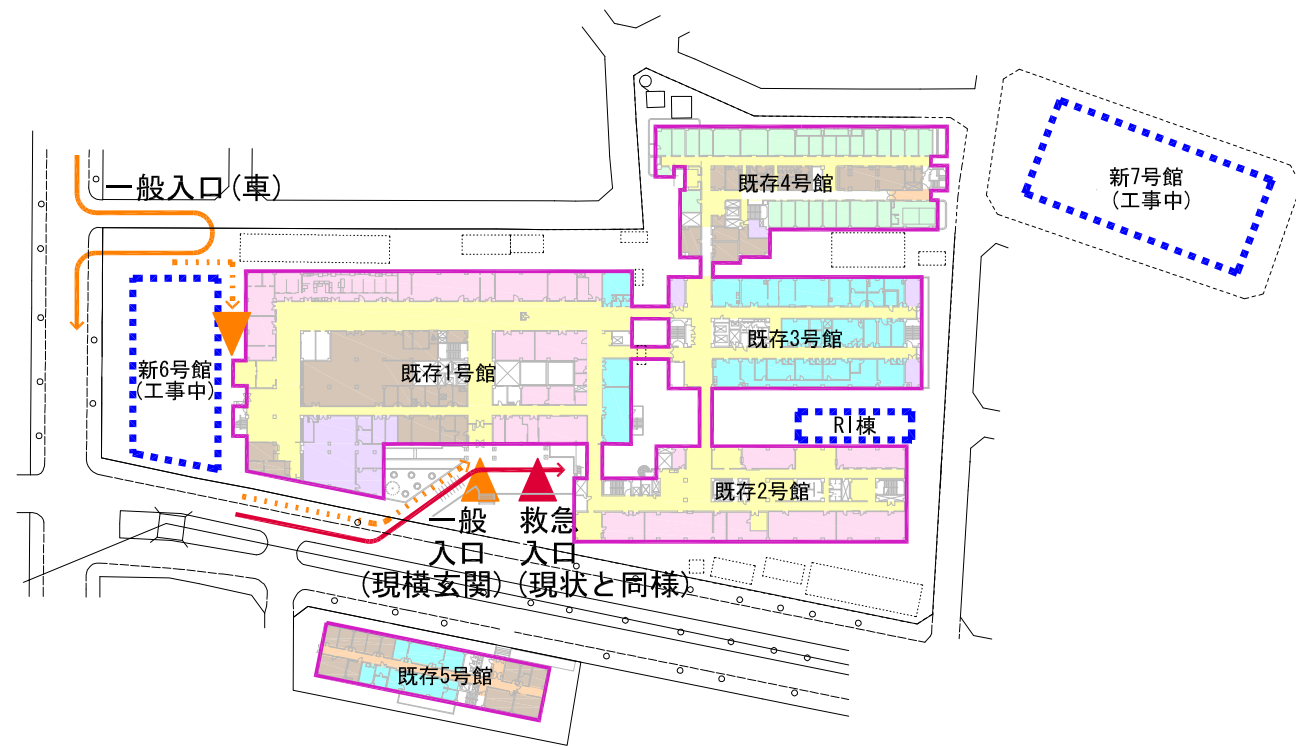 一般入口(車)
既存4号館
新7号館
(工事中)
既存3号館
新6号館
(工事中)
既存1号館
RI棟
既存2号館
一般
入口
(現横玄関)
救急
入口
(現状と同様)
既存5号館